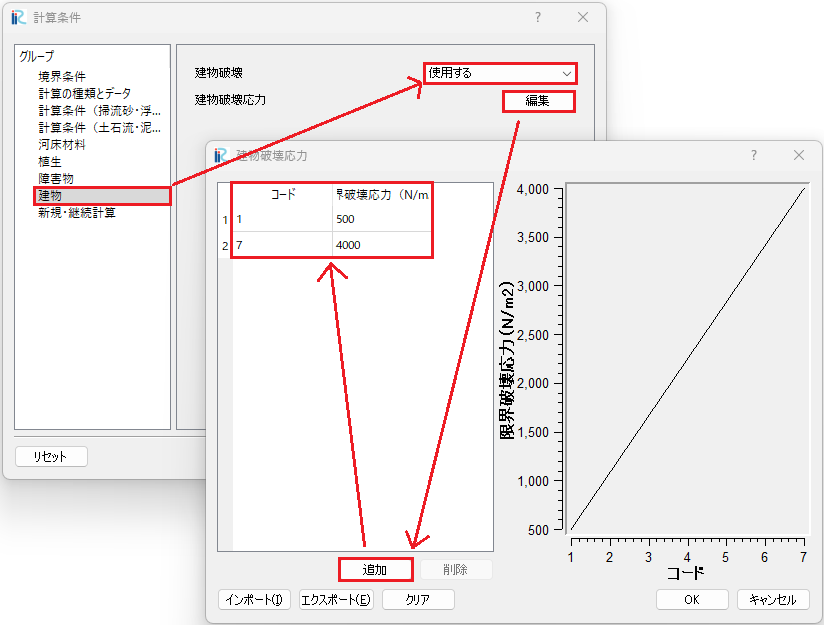 計算条件
グループ
境界条件
計算の種類とデータ
計算条件（掃流砂・浮...
計算条件（土石流・泥...
河床材料
植生
障害物
建物
新規・継続計算
建物破壊
使用する
建物破壊応力
編集
リセット
建物破壊応力
コード
界破壊応力（N/m
1
1
500
2
7
4000
追加
削除
インポート(I)
エクスポート(E)
クリア
限界破壊応力(N/m2)
4,000
3,500
3,000
2,500
2,000
1,500
1,000
500
1
2
3
4
5
6
7
コード
OK
キャンセル